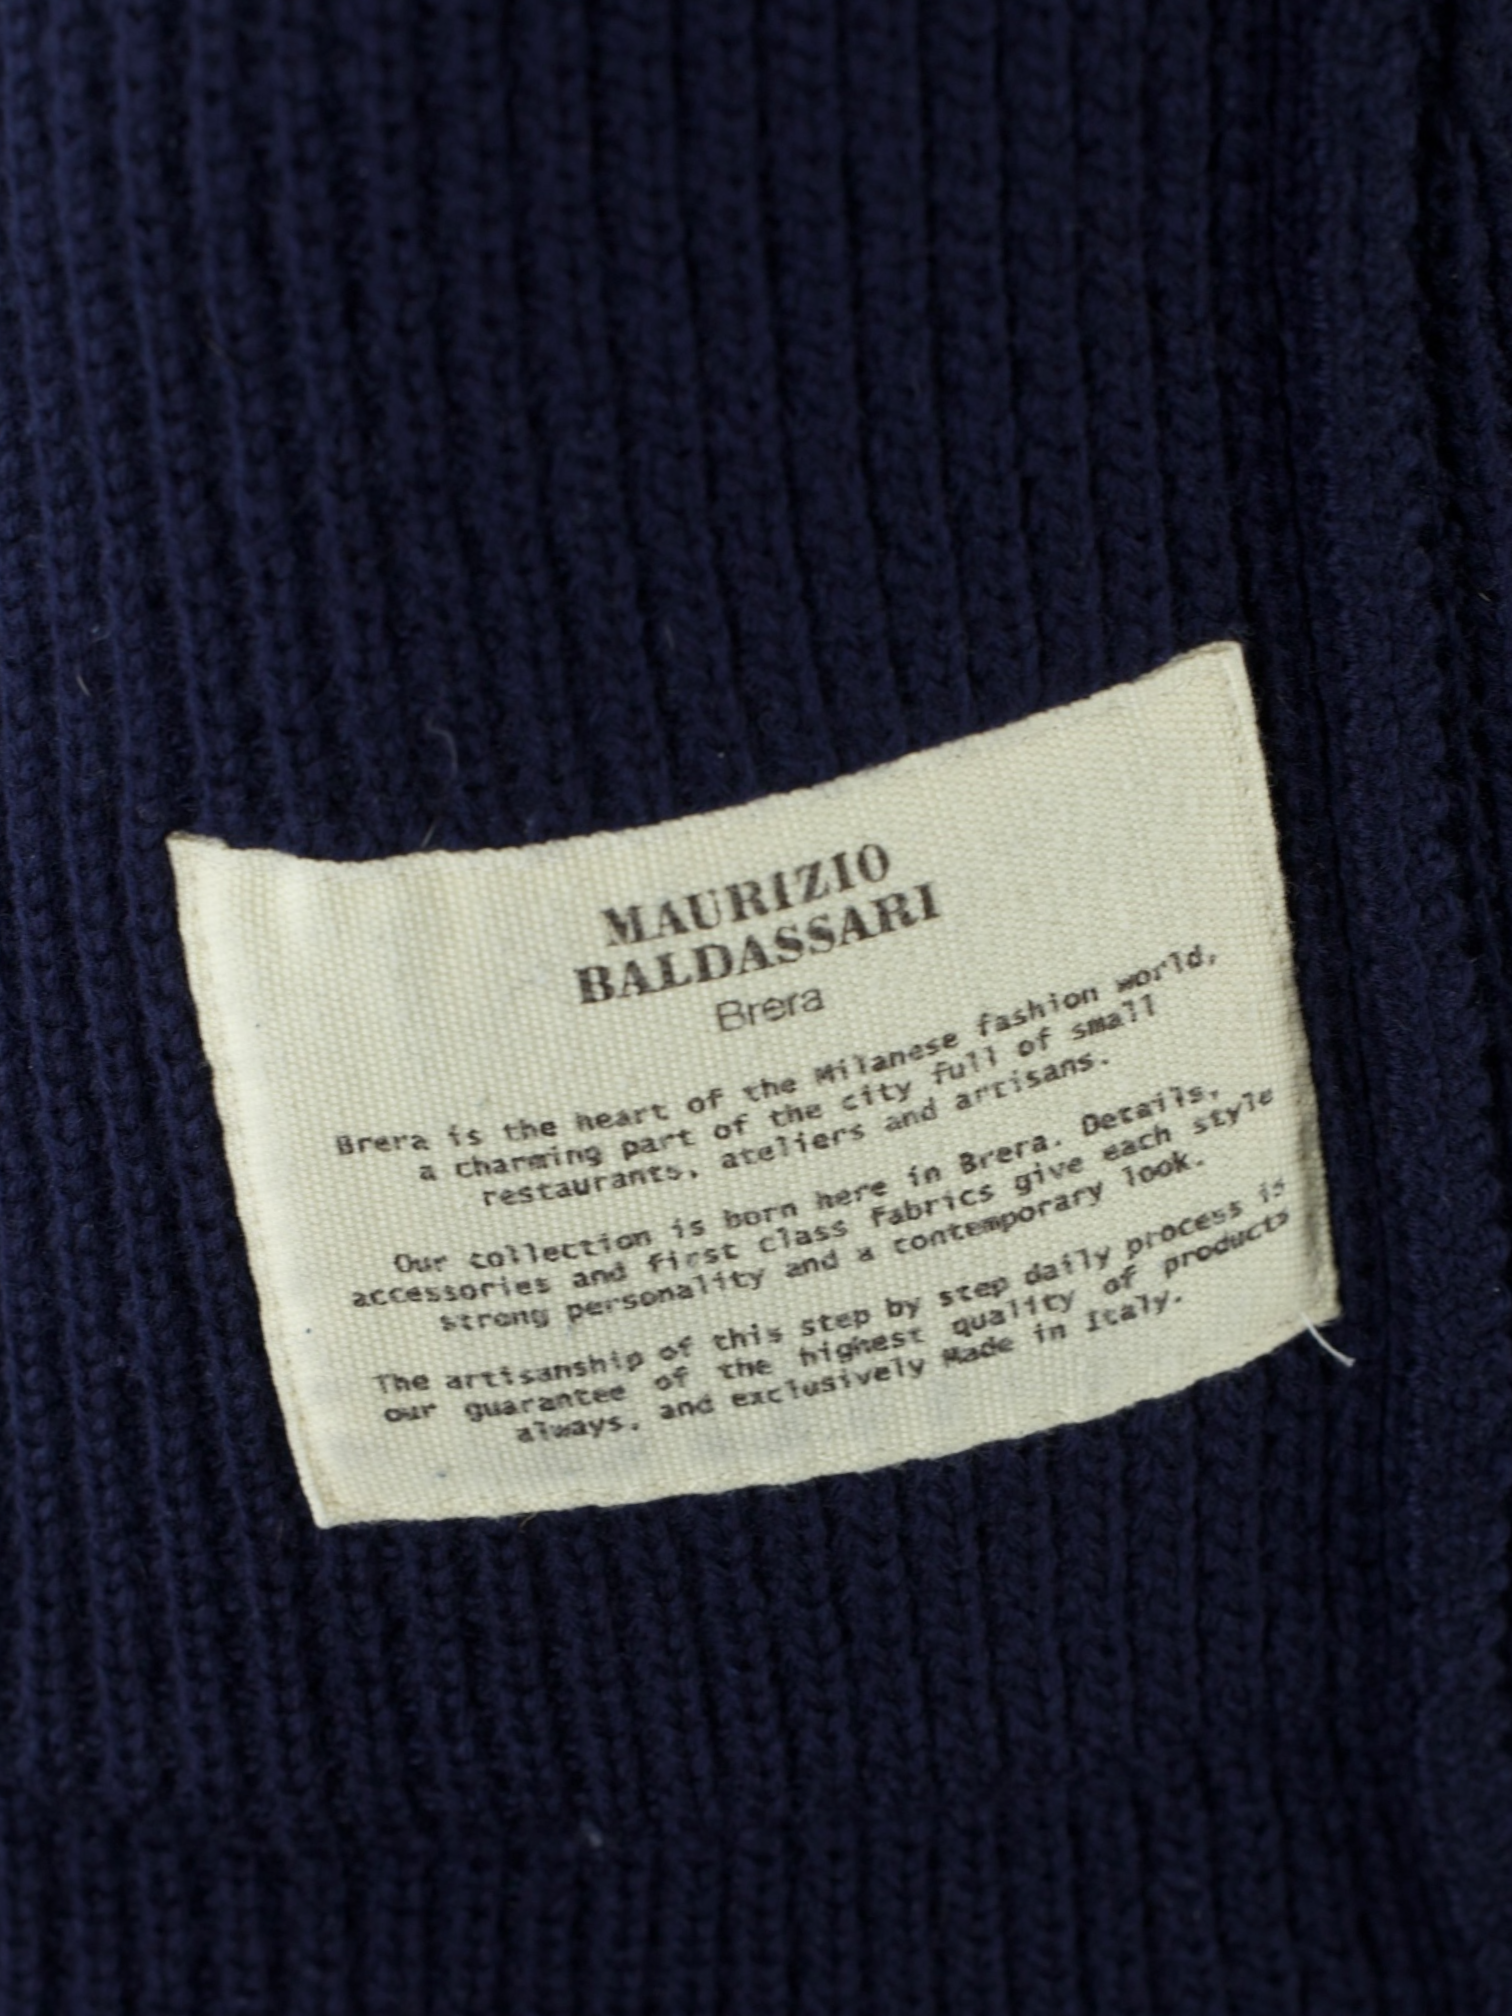 MAURIZIO
BALDASSARI
Brera
Brera is the heart of the Milanese fashion world,
a charming part of the city full of small
restaurants, ateliers and artisans.
Our collection is born here in Brera. Details,
accessories and first class fabrics give each style
strong personality and a contemporary look.
The artisanship of this step by step daily process is
our guarantee of the highest quality of products
always, and exclusively Made in Italy.